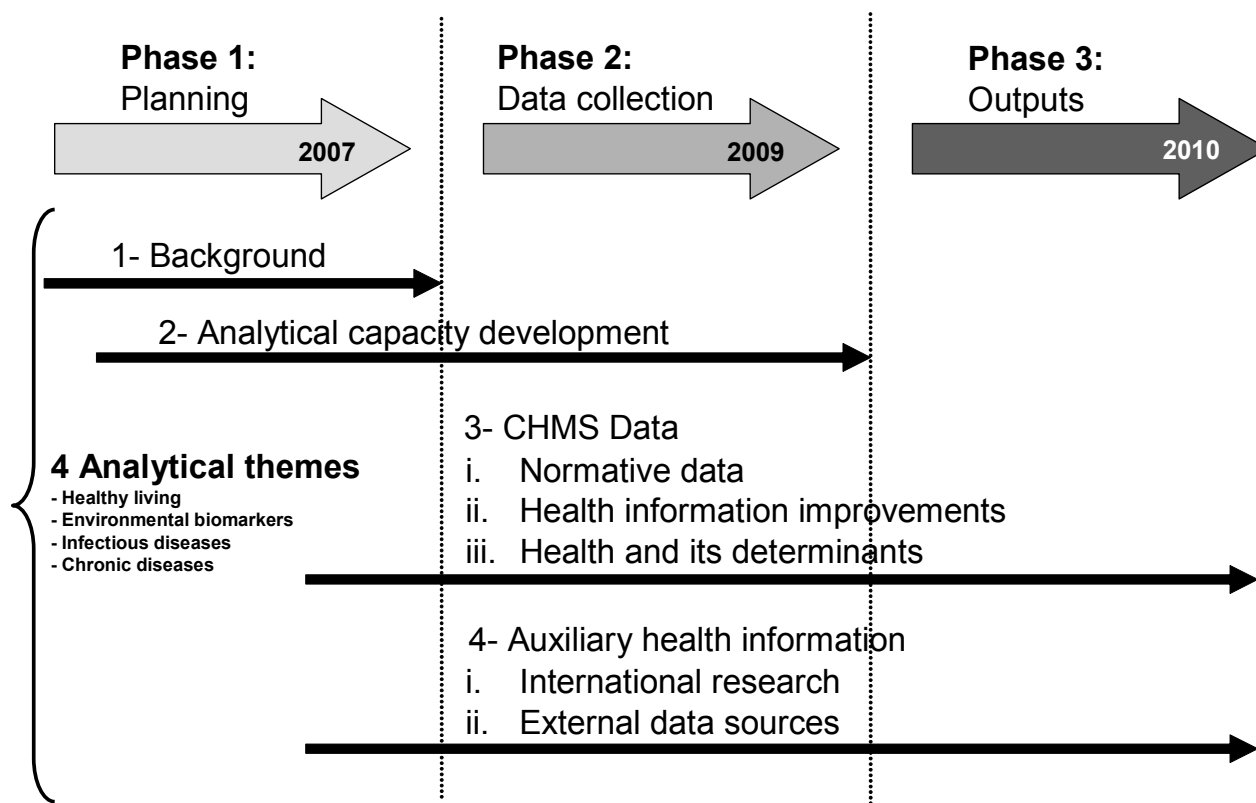 Phase 1:
Planning
2007
Phase 2:
Data collection
2009
Phase 3:
Outputs
2010
1- Background
2- Analytical capacity development
4 Analytical themes
- Healthy living
- Environmental biomarkers
- Infectious diseases
- Chronic diseases
3- CHMS Data
i. Normative data
ii. Health information improvements
iii. Health and its determinants
4- Auxiliary health information
i. International research
ii. External data sources